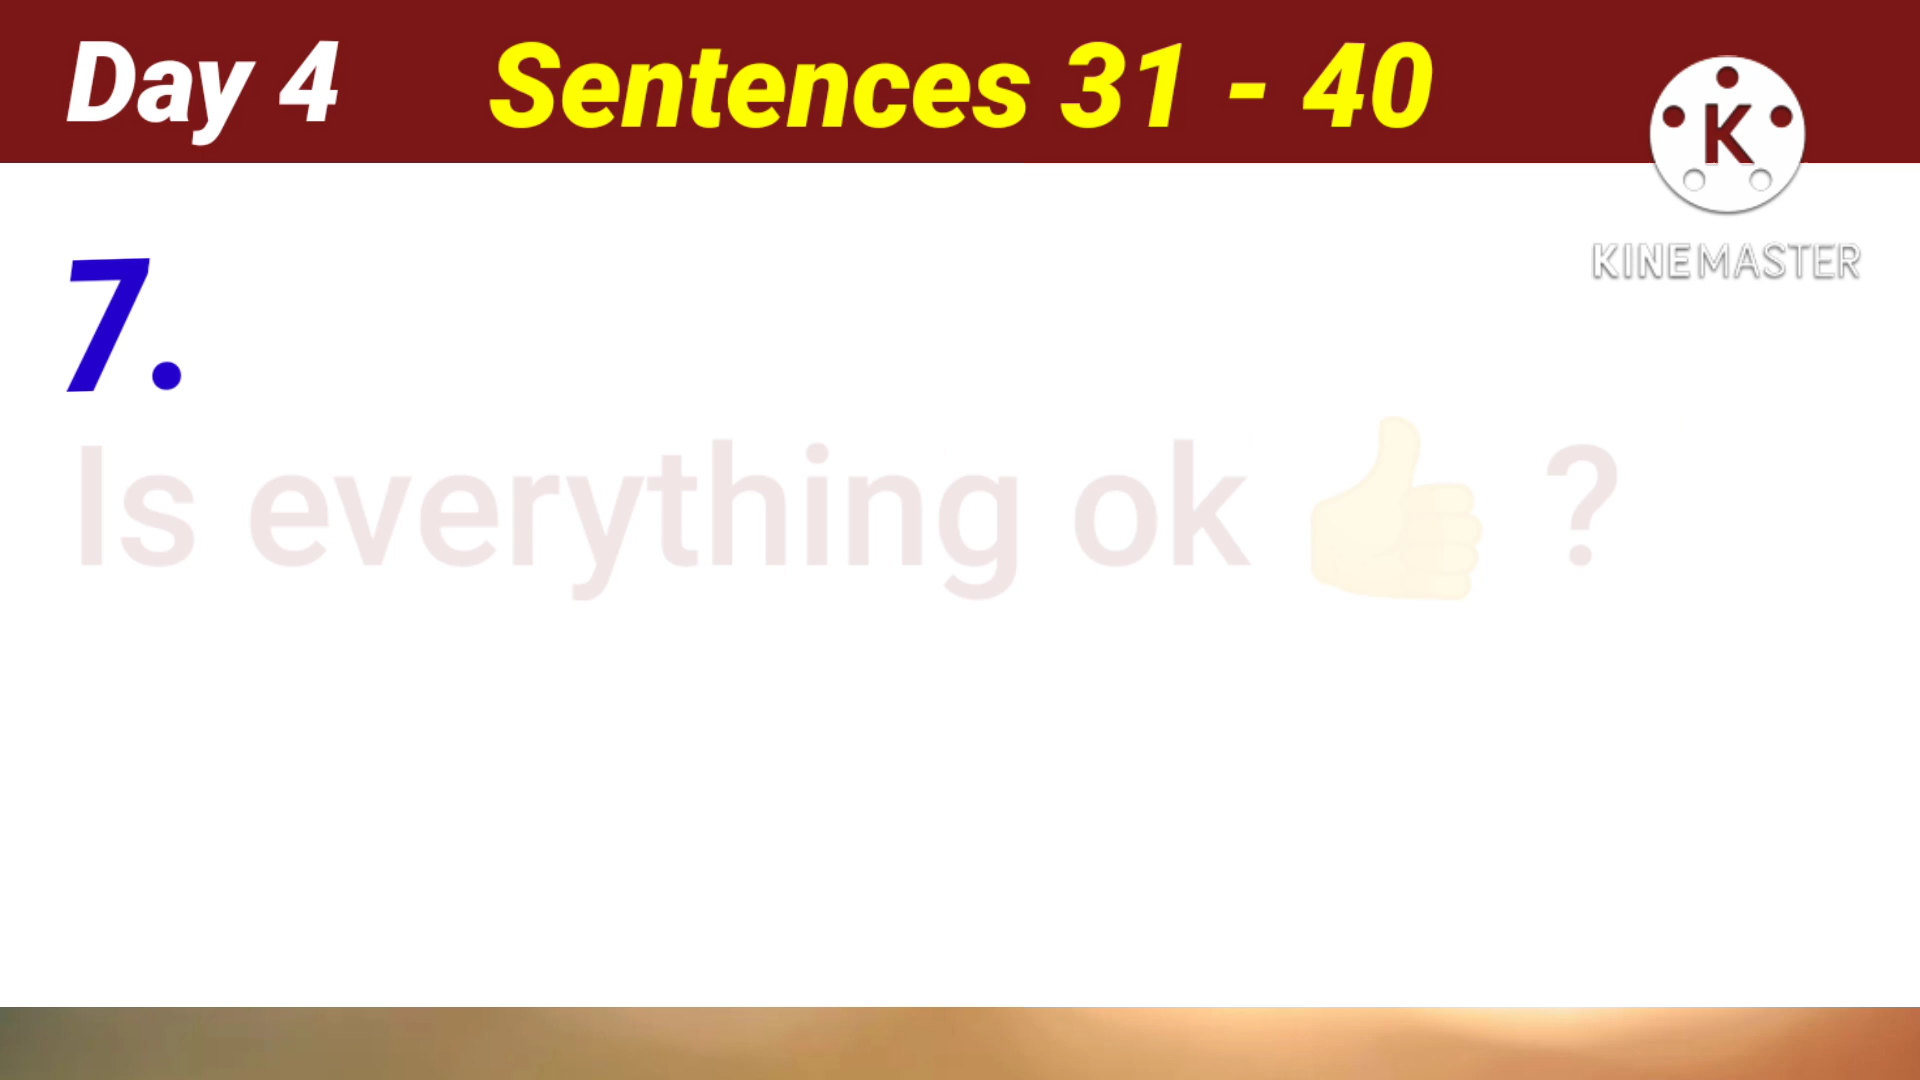 Day 4 Sentences 31 - 40
K
KINEMASTER
7.
Is everything ok 👍 ?